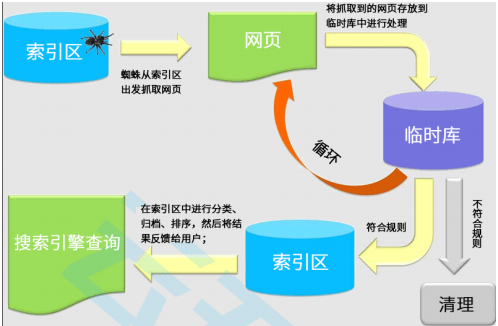 将抓取到的网页存放到
临时库中进行处理
索引区
网页
蜘蛛从索引区
出发抓取网页
临时库
循环
在索引区中进行分类、
归档、排序，然后将结
果反馈给用户；
符合规则
不符合规则
搜索引擎查询
索引区
清理